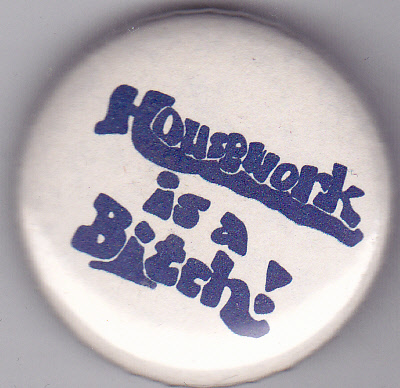 Housework
is a
Bitch!